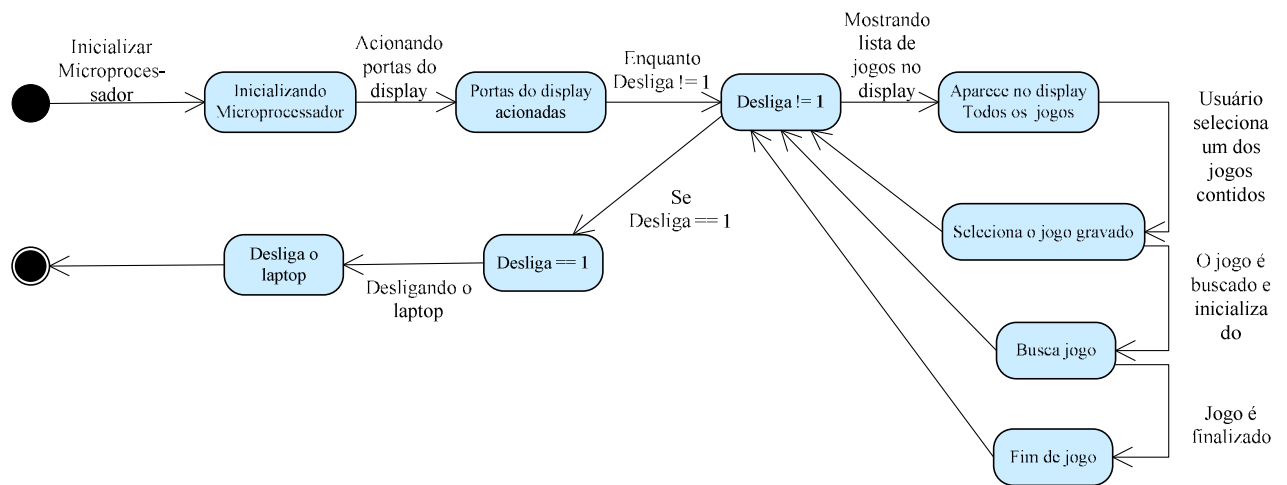 Inicializar
Microproces-
sador
Inicializando
Microprocessador
Acionando
portas do
display
Portas do display
acionadas
Enquanto
Desliga != 1
Desliga != 1
Mostrando
lista de
jogos no
display
Aparece no display
Todos os jogos
Usuário
seleciona
um dos
jogos
contidos
Seleciona o jogo gravado
O jogo é
buscado e
inicializa
do
Busca jogo
Jogo é
finalizado
Fim de jogo
Se
Desliga == 1
Desliga == 1
Desligando o
laptop
Desliga o
laptop